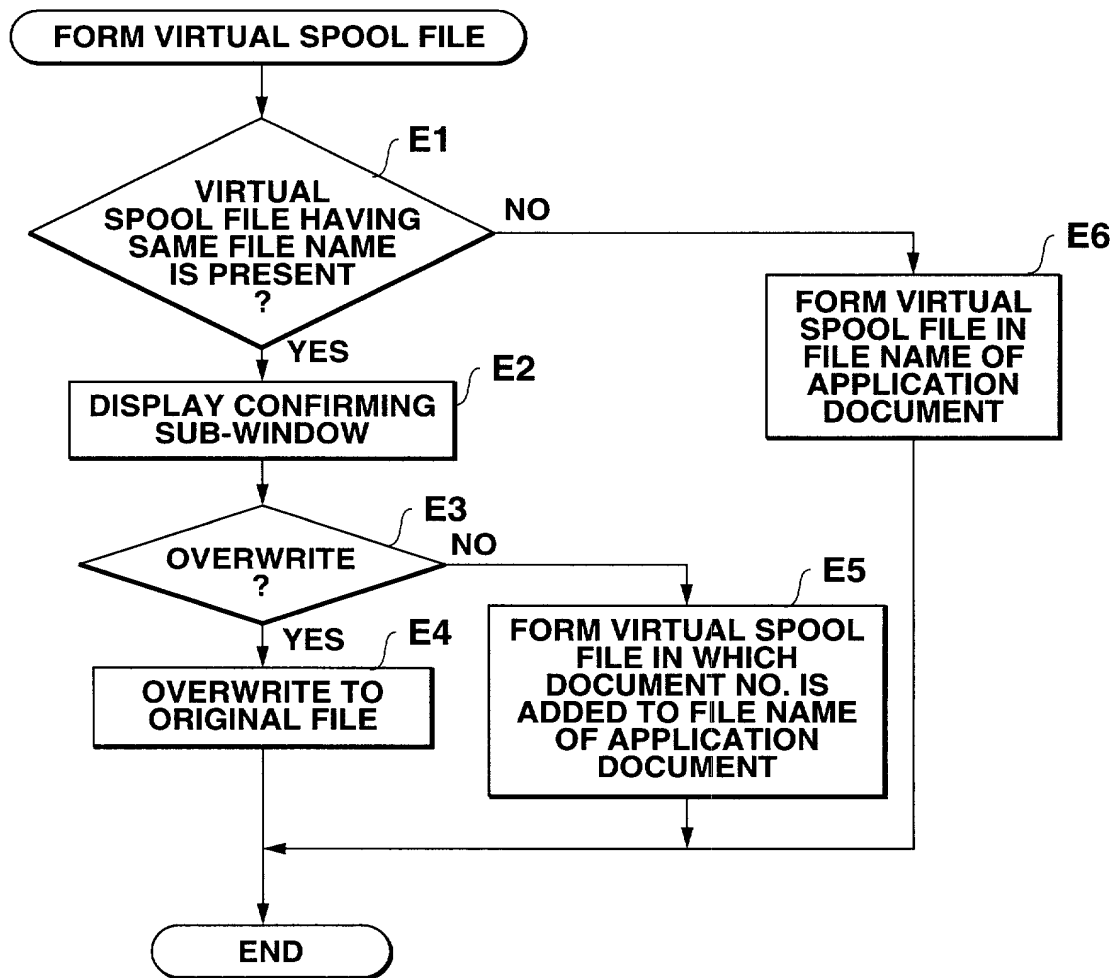 FORM VIRTUAL SPOOL FILE
E1
VIRTUAL
SPOOL FILE HAVING
SAME FILE NAME
IS PRESENT
?
NO
YES
E6
FORM VIRTUAL
SPOOL FILE IN
FILE NAME OF
APPLICATION
DOCUMENT
E2
DISPLAY CONFIRMING
SUB-WINDOW
E3
OVERWRITE
?
NO
YES
E4
OVERWRITE TO
ORIGINAL FILE
E5
FORM VIRTUAL SPOOL
FILE IN WHICH
DOCUMENT NO. IS
ADDED TO FILE NAME
OF APPLICATION
DOCUMENT
END